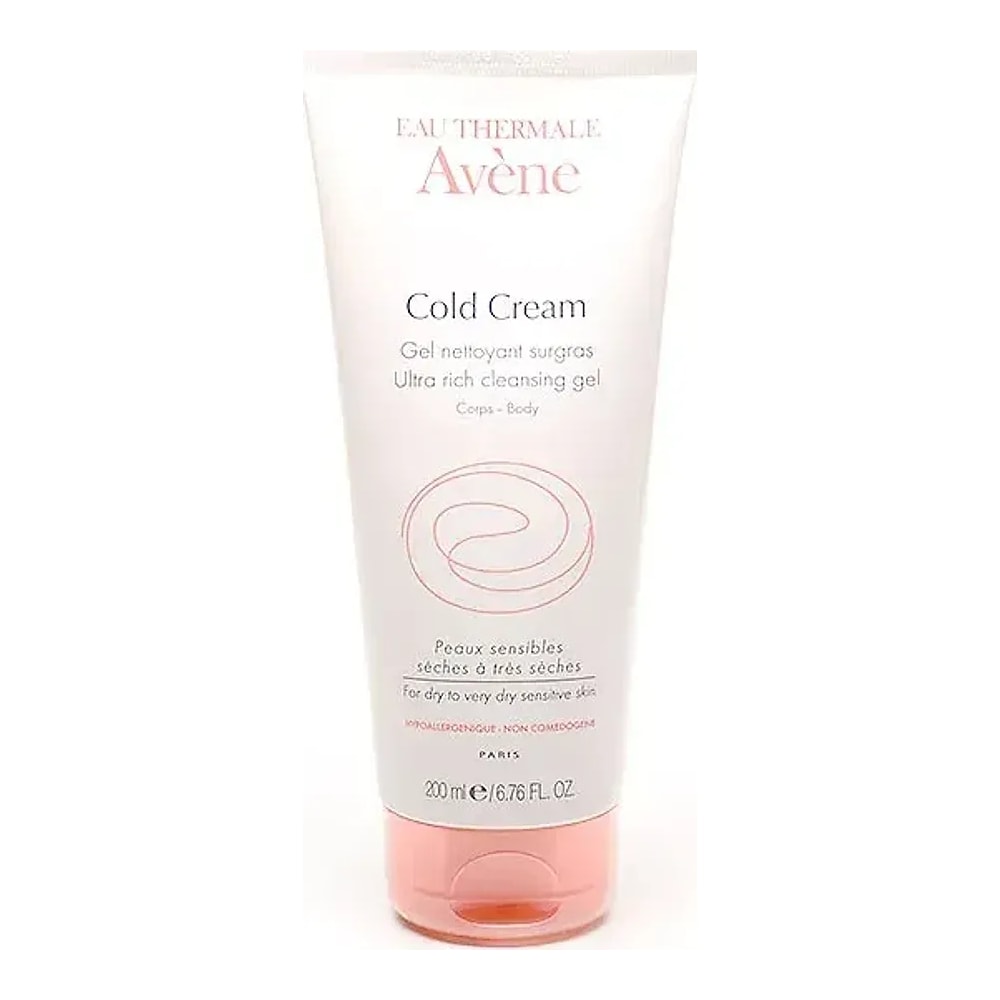 EAU THERMALE
Avène
Cold Cream
Gel nettoyant surgras
Ultra rich cleansing gel
Corps - Body
Peaux sensibles
sèches à très sèches
For dry to very dry sensitive skin
HYPOALLERGENIQUE - NON COMEDOGENE
PARIS
200 ml ℮/6.76 FL. OZ.